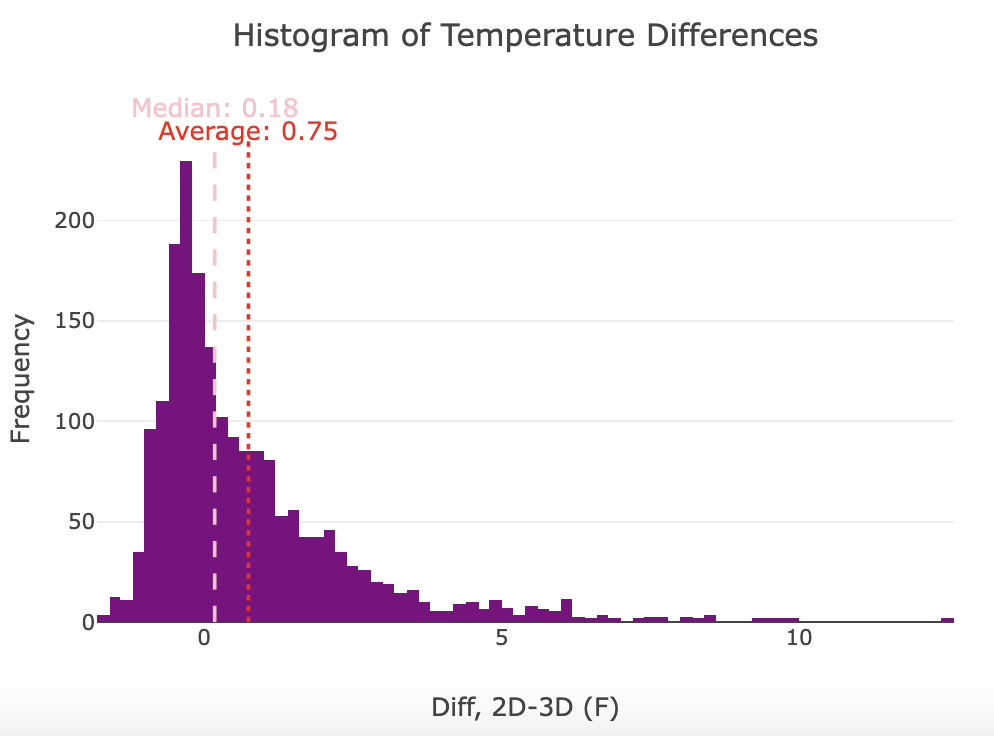 Histogram of Temperature Differences
Median: 0.18
Average: 0.75
200
150
100
50
0
Frequency
0 5 10
Diff, 2D-3D (F)